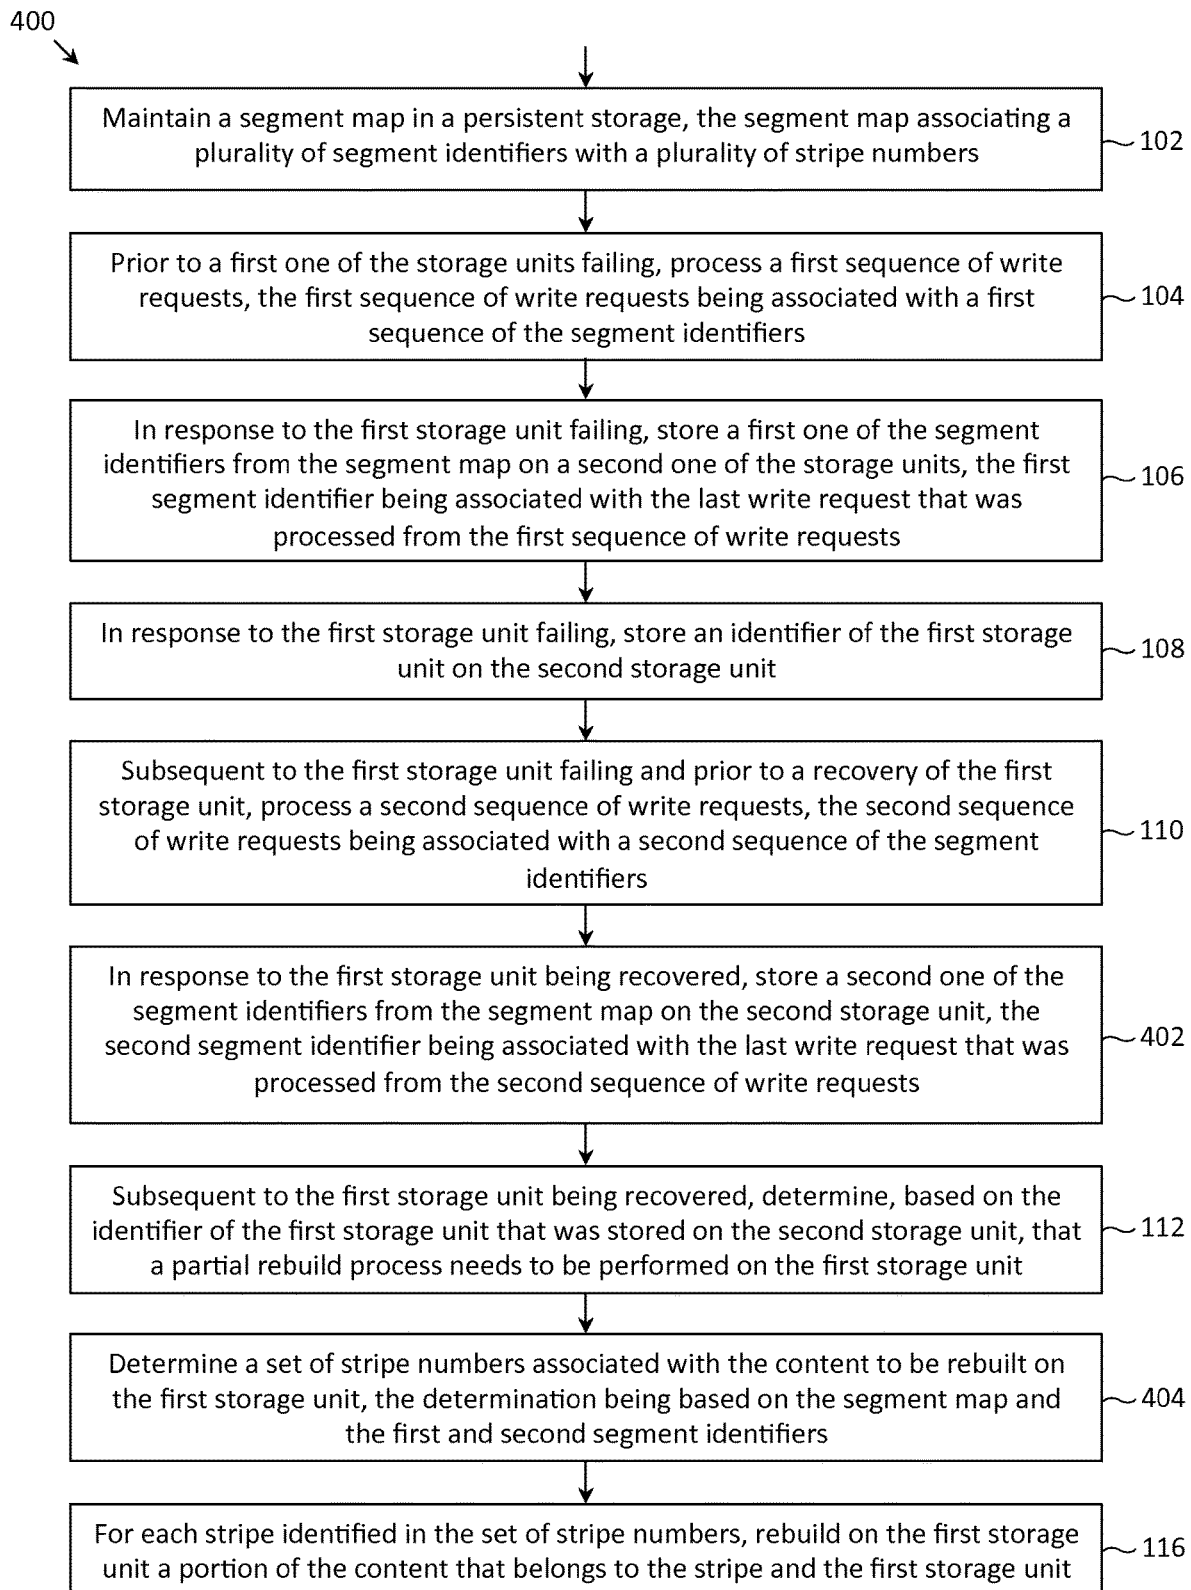 400
Maintain a segment map in a persistent storage, the segment map associating a
plurality of segment identifiers with a plurality of stripe numbers
102
Prior to a first one of the storage units failing, process a first sequence of write
requests, the first sequence of write requests being associated with a first
sequence of the segment identifiers
104
In response to the first storage unit failing, store a first one of the segment
identifiers from the segment map on a second one of the storage units, the first
segment identifier being associated with the last write request that was
processed from the first sequence of write requests
106
In response to the first storage unit failing, store an identifier of the first storage
unit on the second storage unit
108
Subsequent to the first storage unit failing and prior to a recovery of the first
storage unit, process a second sequence of write requests, the second sequence
of write requests being associated with a second sequence of the segment
identifiers
110
In response to the first storage unit being recovered, store a second one of the
segment identifiers from the segment map on the second storage unit, the
second segment identifier being associated with the last write request that was
processed from the second sequence of write requests
402
Subsequent to the first storage unit being recovered, determine, based on the
identifier of the first storage unit that was stored on the second storage unit, that
a partial rebuild process needs to be performed on the first storage unit
112
Determine a set of stripe numbers associated with the content to be rebuilt on
the first storage unit, the determination being based on the segment map and
the first and second segment identifiers
404
For each stripe identified in the set of stripe numbers, rebuild on the first storage
unit a portion of the content that belongs to the stripe and the first storage unit
116